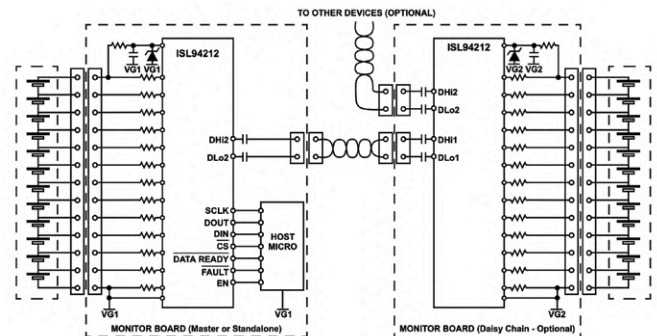 TO OTHER DEVICES (OPTIONAL)
ISL94212
VG1 VG1
DHi2
DLo2
SCLK
DOUT
DIN
CS
DATA READY
FAULT
EN
HOST
MICRO
VG1
VG1
MONITOR BOARD (Master or Standalone)
ISL94212
VG2 VG2
DHi2
DLo2
DHi1
DLo1
VG2
MONITOR BOARD (Daisy Chain - Optional)